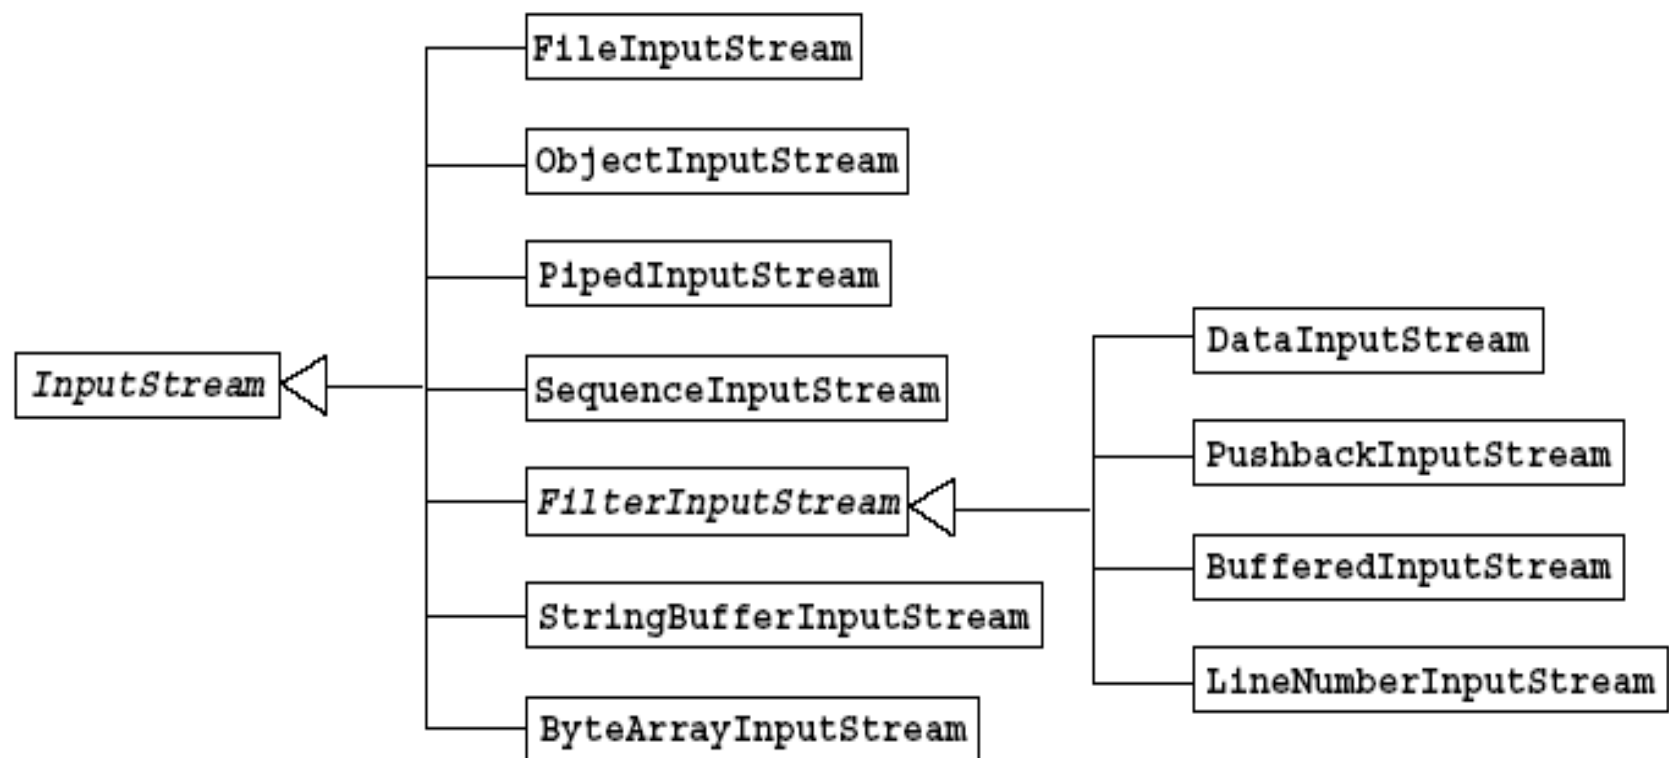 InputStream
FileInputStream
ObjectInputStream
PipedInputStream
SequenceInputStream
FilterInputStream
StringBufferInputStream
ByteArrayInputStream
DataInputStream
PushbackInputStream
BufferedInputStream
LineNumberInputStream